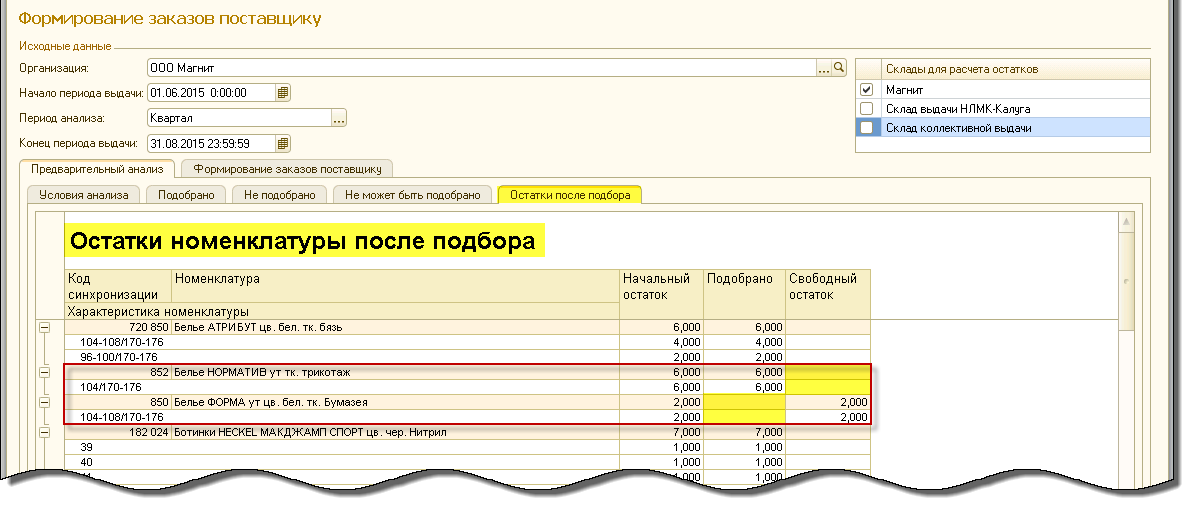 Формирование заказов поставщику
Исходные данные
Организация: ООО Магнит ...
Начало периода выдачи: 01.06.2015 0:00:00
Период анализа: Квартал ...
Конец периода выдачи: 31.08.2015 23:59:59
Склады для расчета остатков
Магнит
Склад выдачи НЛМК-Калуга
Склад коллективной выдачи
Предварительный анализ Формирование заказов поставщику
Условия анализа Подобрано Не подобрано Не может быть подобрано Остатки после подбора
Остатки номенклатуры после подбора
Код синхронизации Номенклатура Начальный остаток Подобрано Свободный остаток
Характеристика номенклатуры
720 850 Белье АТРИБУТ цв. бел. тк. бязь 6,000 6,000
104-108/170-176 4,000 4,000
96-100/170-176 2,000 2,000
852 Белье НОРМАТИВ ут тк. трикотаж 6,000 6,000
104/170-176 6,000 6,000
850 Белье ФОРМА ут цв. бел. тк. Бумазея 2,000 2,000
104-108/170-176 2,000 2,000
182 024 Ботинки HECKEL МАКДЖАМП СПОРТ цв. чер. Нитрил 7,000 7,000
39 1,000 1,000
40 1,000 1,000
1,000 1,000